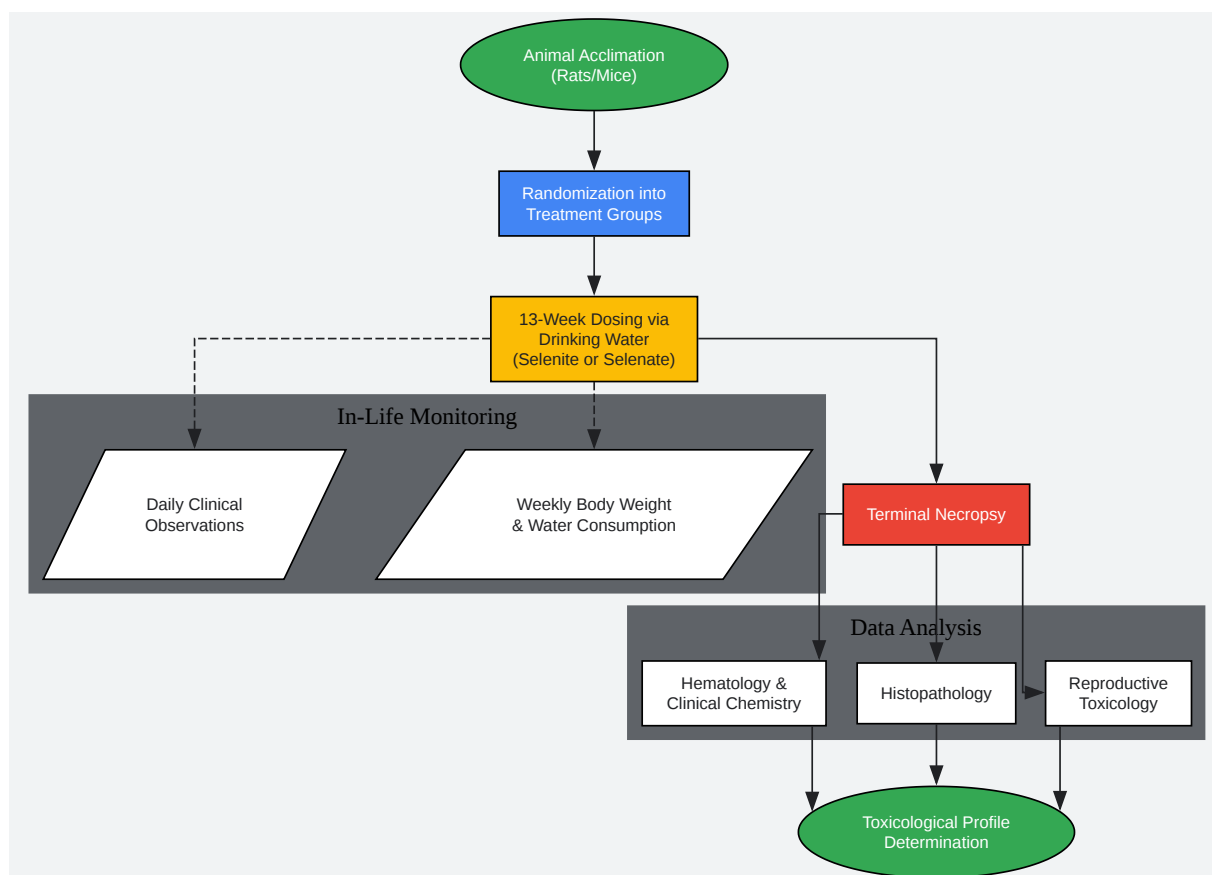 Animal Acclimation
(Rats/Mice)
Randomization into
Treatment Groups
13-Week Dosing via
Drinking Water
(Selenite or Selenate)
In-Life Monitoring
Daily Clinical
Observations
Weekly Body Weight
& Water Consumption
Terminal Necropsy
Data Analysis
Hematology &
Clinical Chemistry
Histopathology
Reproductive
Toxicology
Toxicological Profile
Determination